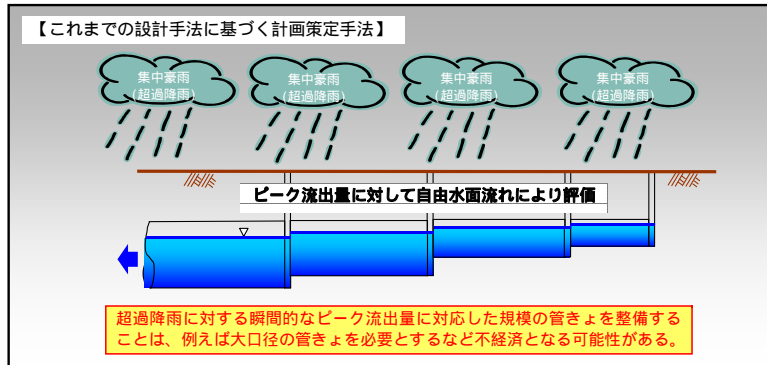 【これまでの設計手法に基づく計画策定手法】
集中豪雨
(超過降雨)
集中豪雨
(超過降雨)
集中豪雨
(超過降雨)
集中豪雨
(超過降雨)
ピーク流出量に対して自由水面流れにより評価
超過降雨に対する瞬間的なピーク流出量に対応した規模の管きょを整備する
ことは、例えば大口径の管きょを必要とするなど不経済となる可能性がある。